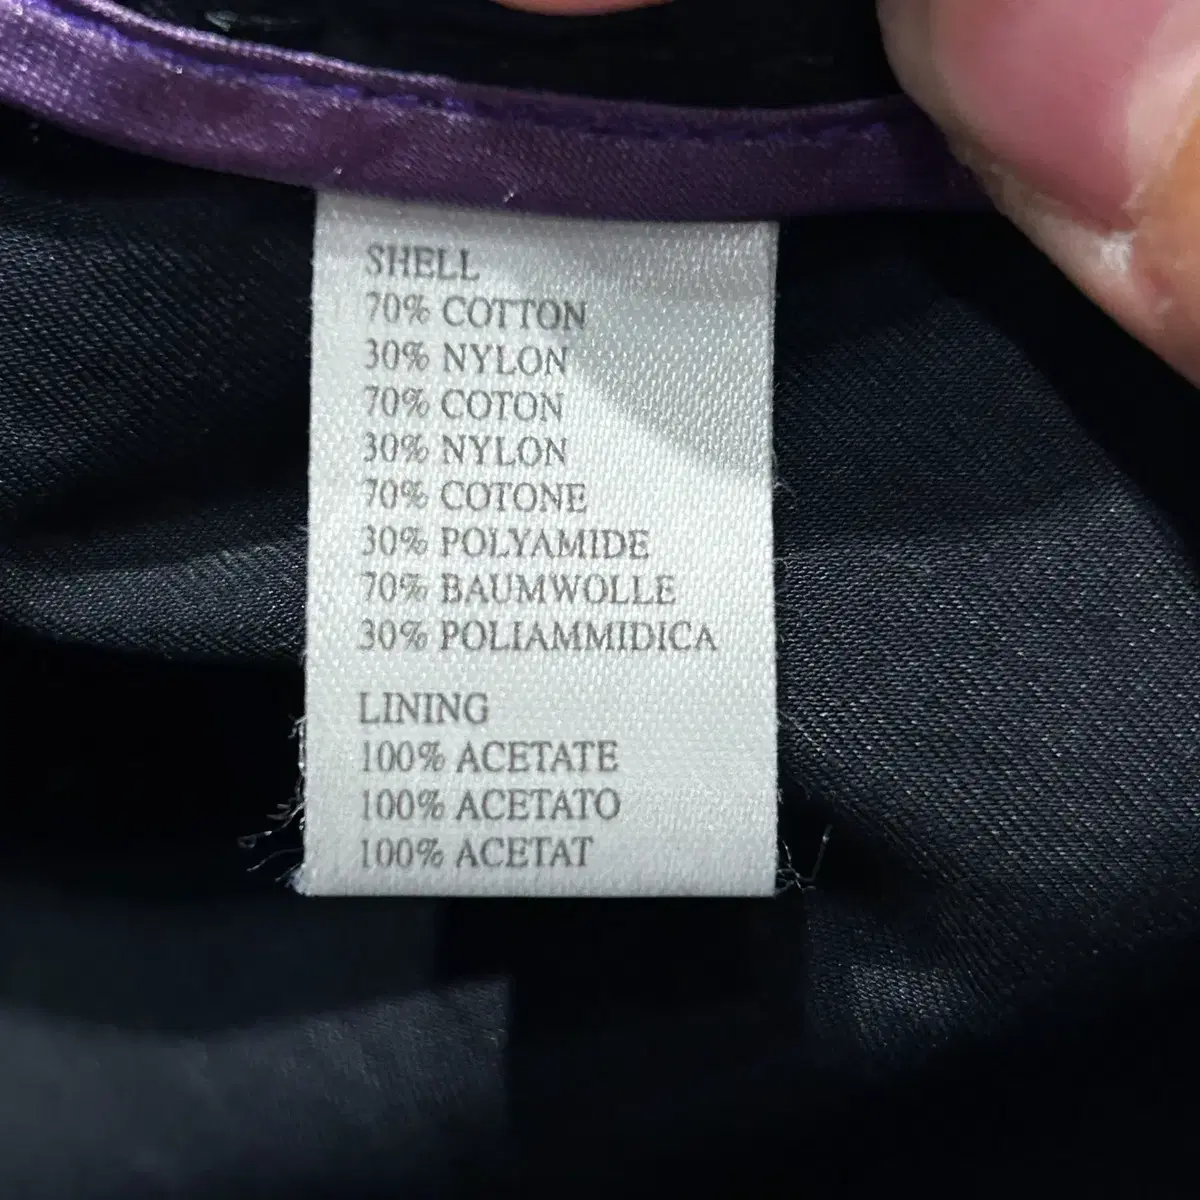 SHELL
70% COTTON
30% NYLON
70% COTON
30% NYLON
70% COTONE
30% POLYAMIDE
70% BAUMWOLLE
30% POLIAMMIDICA
LINING
100% ACETATE
100% ACETATO
100% ACETAT